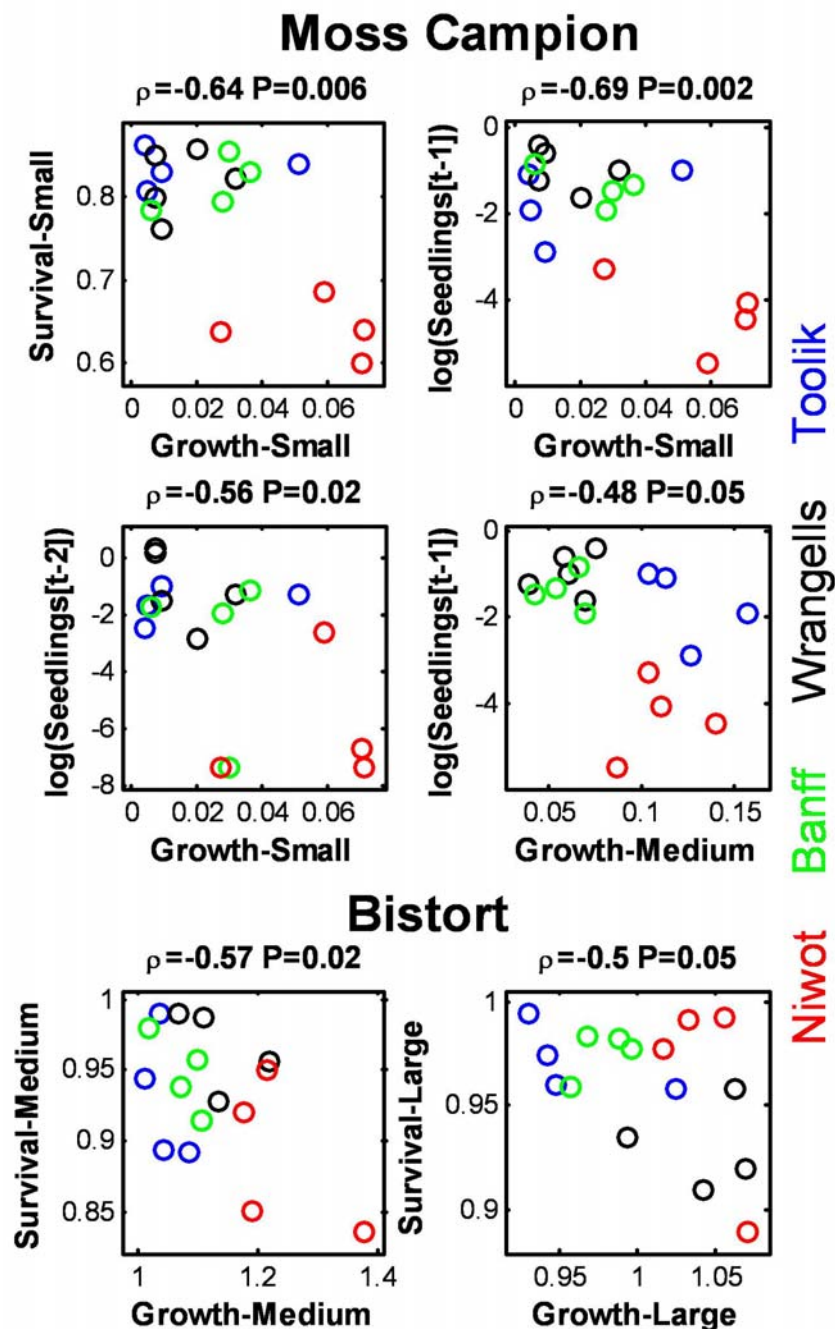 Moss Campion
ρ=-0.64 P=0.006
ρ=-0.69 P=0.002
Survival-Small
0.8
0.7
0.6
0 0.02 0.04 0.06
Growth-Small
log(Seedlings[t-1])
0
-2
-4
0 0.02 0.04 0.06
Growth-Small
ρ=-0.56 P=0.02
ρ=-0.48 P=0.05
log(Seedlings[t-2])
0
-2
-4
-6
-8
0 0.02 0.04 0.06
Growth-Small
log(Seedlings[t-1])
0
-2
-4
0.05 0.1 0.15
Growth-Medium
Bistort
ρ=-0.57 P=0.02
ρ=-0.5 P=0.05
Survival-Medium
1
0.95
0.9
0.85
1 1.2 1.4
Growth-Medium
Survival-Large
1
0.95
0.9
0.95 1 1.05
Growth-Large
Niwot Banff Wrangells Toolik